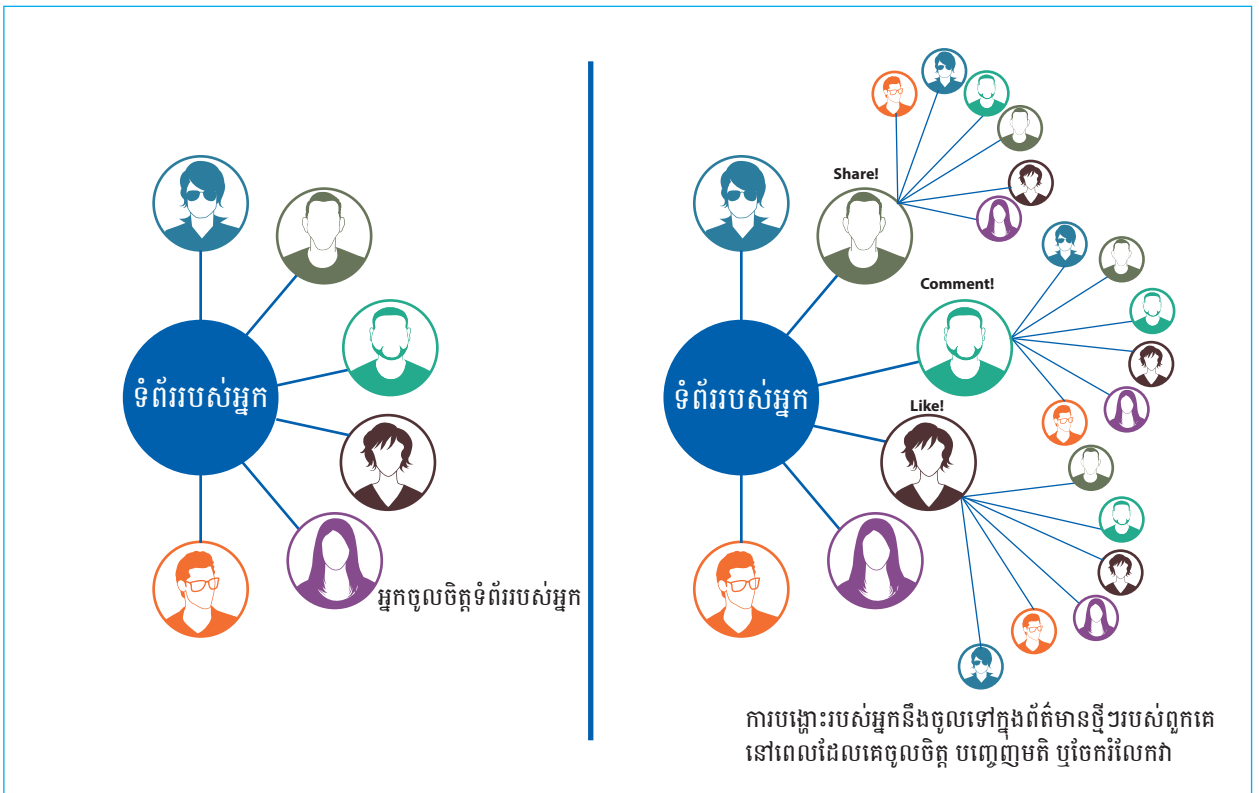 ទំព័ររបស់អ្នក
អ្នកចូលចិត្តទំព័ររបស់អ្នក
Share!
Comment!
ទំព័ររបស់អ្នក
Like!
ការបង្ហោះរបស់អ្នកនឹងចូលទៅក្នុងព័ត៌មានថ្មីៗរបស់ពួកគេ
នៅពេលដែលគេចូលចិត្ត បញ្ចេញមតិ ឬចែករំលែកវា